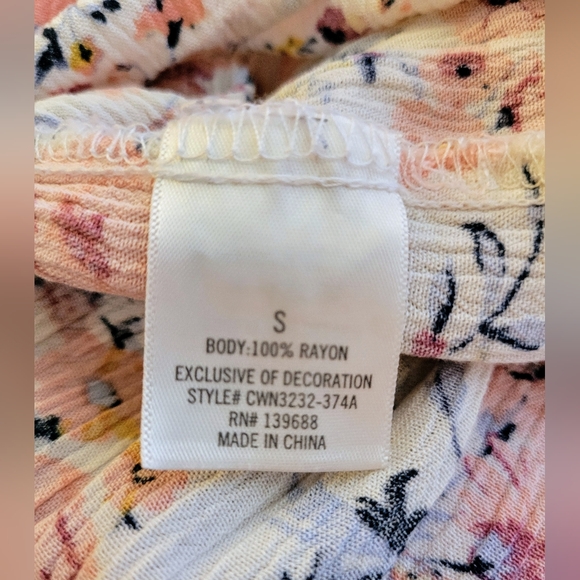 S
BODY:100% RAYON
EXCLUSIVE OF DECORATION
STYLE# CWN3232-374A
RN# 139688
MADE IN CHINA